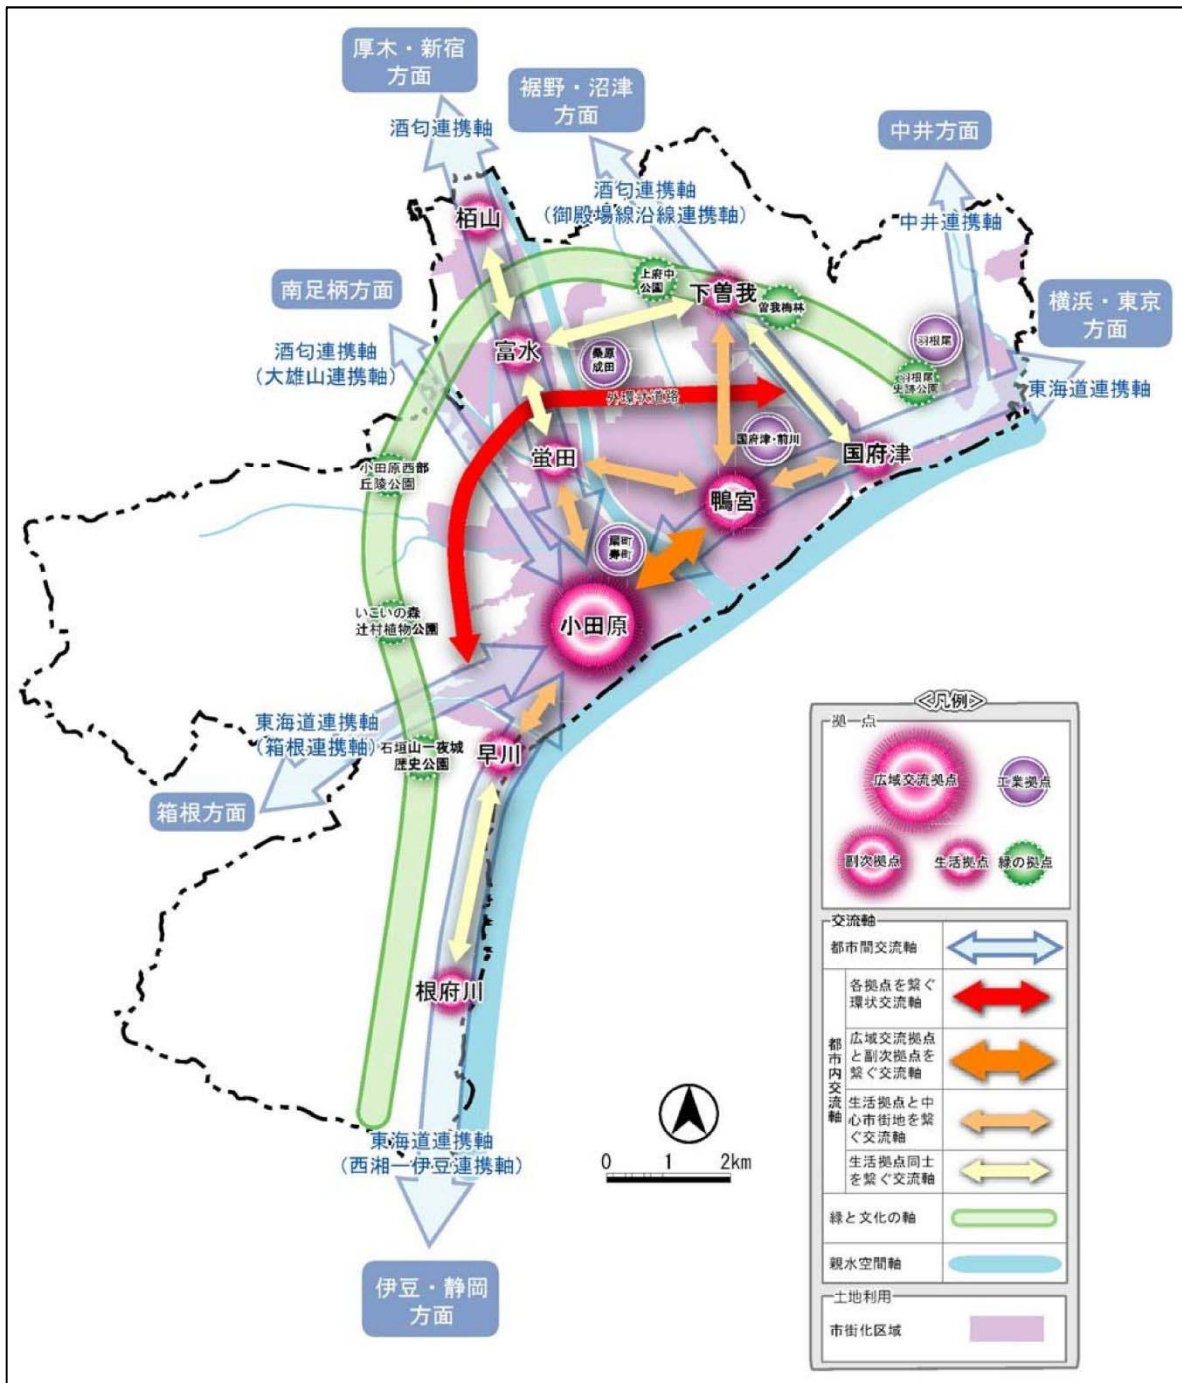 厚木・新宿
方面
裾野・沼津
方面
中井方面
酒匂連携軸
酒匂連携軸
(御殿場線沿線連携軸)
中井連携軸
栢山
南足柄方面
上府中
公園
下曽我
曽我梅林
横浜・東京
方面
酒匂連携軸
(大雄山連携軸)
富水
桑原
成田
羽根尾
羽根尾
史跡公園
東海道連携軸
外環状道路
小田原西部
丘陵公園
蛍田
国府津・前川
国府津
鴨宮
扇町
寿町
いこいの森
辻村植物公園
小田原
東海道連携軸
(箱根連携軸)
石垣山一夜城
歴史公園
早川
箱根方面
根府川
東海道連携軸
(西湘ー伊豆連携軸)
伊豆・静岡
方面
0 1 2km
<凡例>
拠点
広域交流拠点
工業拠点
副次拠点
生活拠点
緑の拠点
交流軸
都市間交流軸
都市内交流軸
各拠点を繋ぐ
環状交流軸
広域交流拠点
と副次拠点を
繋ぐ交流軸
生活拠点と中
心市街地を繋
ぐ交流軸
生活拠点同士
を繋ぐ交流軸
緑と文化の軸
親水空間軸
土地利用
市街化区域